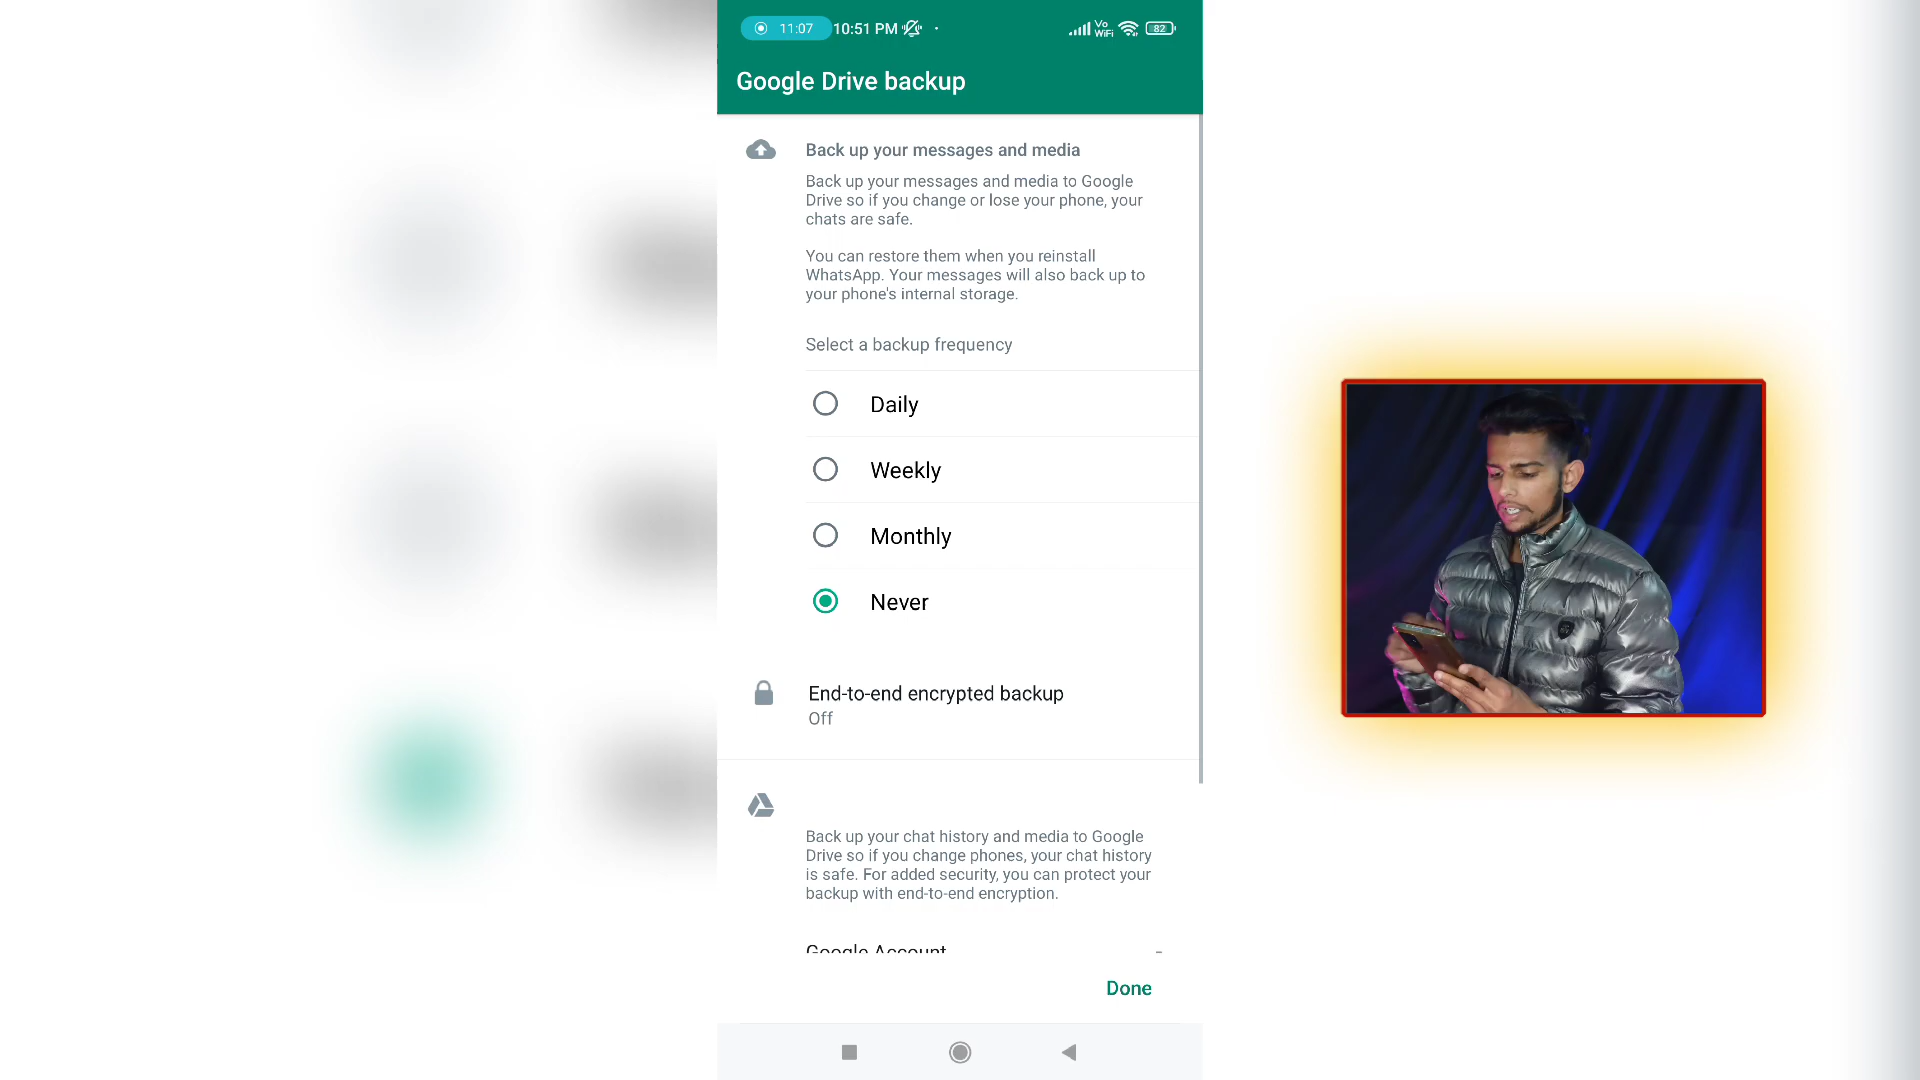 11:07 10:51 PM Vo WiFi 82
Google Drive backup
Back up your messages and media
Back up your messages and media to Google
Drive so if you change or lose your phone, your
chats are safe.
You can restore them when you reinstall
WhatsApp. Your messages will also back up to
your phone's internal storage.
Select a backup frequency
Daily
Weekly
Monthly
Never
End-to-end encrypted backup
Off
Back up your chat history and media to Google
Drive so if you change phones, your chat history
is safe. For added security, you can protect your
backup with end-to-end encryption.
Google Account
Done